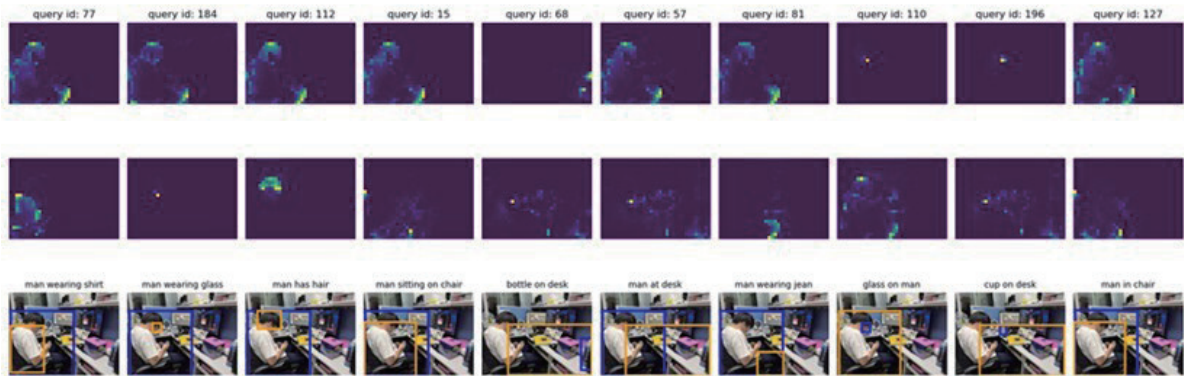 query id: 77
query id: 184
query id: 112
query id: 15
query id: 68
query id: 57
query id: 81
query id: 110
query id: 196
query id: 127
man wearing shirt
man wearing glass
man has hair
man sitting on chair
bottle on desk
man at desk
man wearing jean
glass on man
cup on desk
man in chair